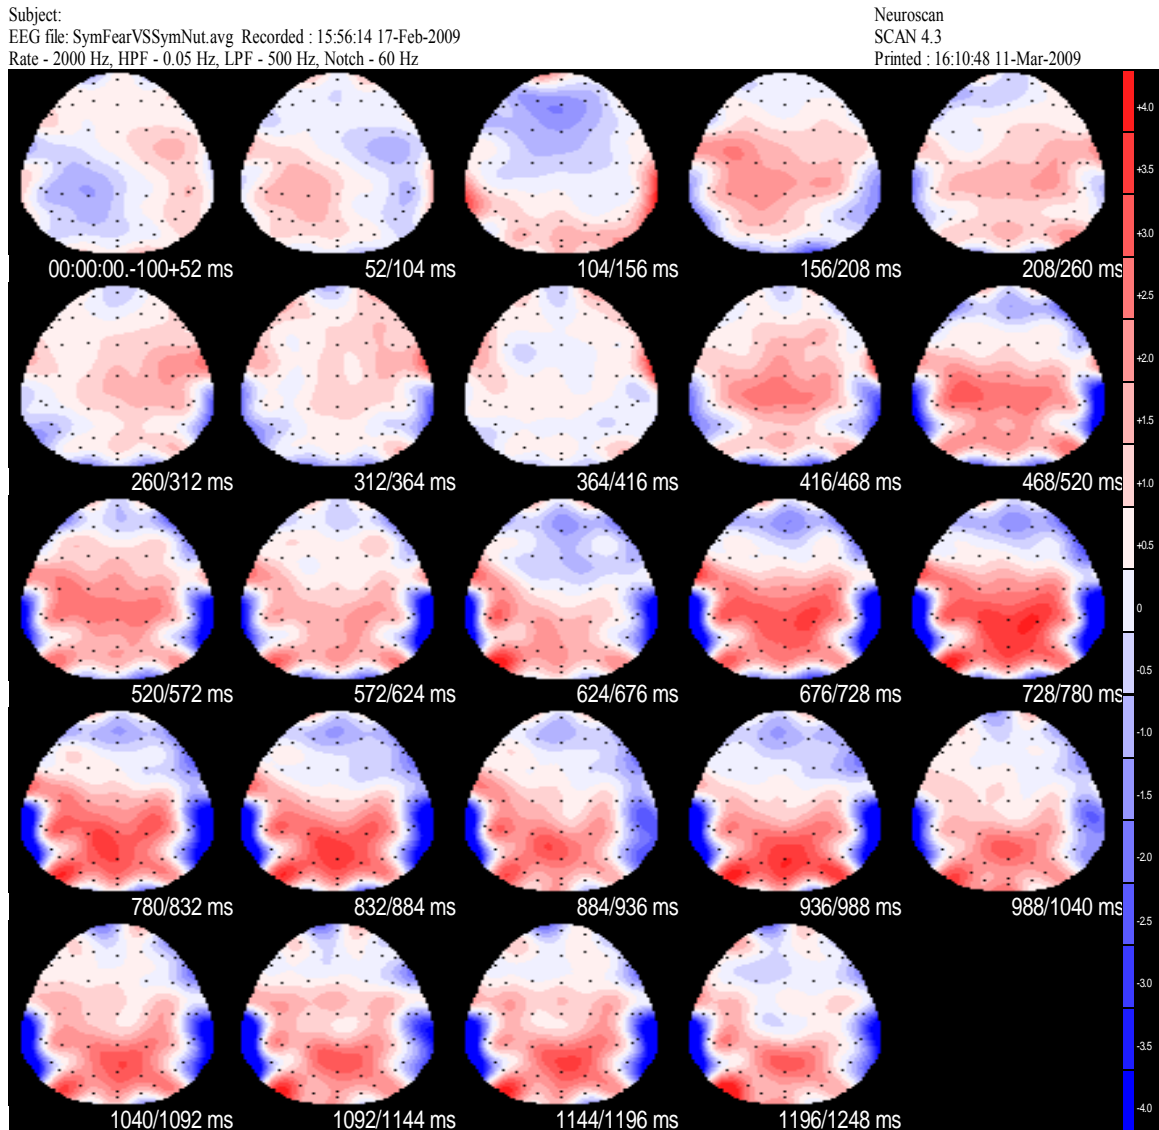 Subject:
EEG file: SymFearVSSymNut.avg Recorded : 15:56:14 17-Feb-2009
Rate - 2000 Hz, HPF - 0.05 Hz, LPF - 500 Hz, Notch - 60 Hz
Neuroscan
SCAN 4.3
Printed : 16:10:48 11-Mar-2009
00:00:00.-100+52 ms
52/104 ms
104/156 ms
156/208 ms
208/260 ms
260/312 ms
312/364 ms
364/416 ms
416/468 ms
468/520 ms
520/572 ms
572/624 ms
624/676 ms
676/728 ms
728/780 ms
780/832 ms
832/884 ms
884/936 ms
936/988 ms
988/1040 ms
1040/1092 ms
1092/1144 ms
1144/1196 ms
1196/1248 ms
+4.0
+3.5
+3.0
+2.5
+2.0
+1.5
+1.0
+0.5
0
-0.5
-1.0
-1.5
-2.0
-2.5
-3.0
-3.5
-4.0